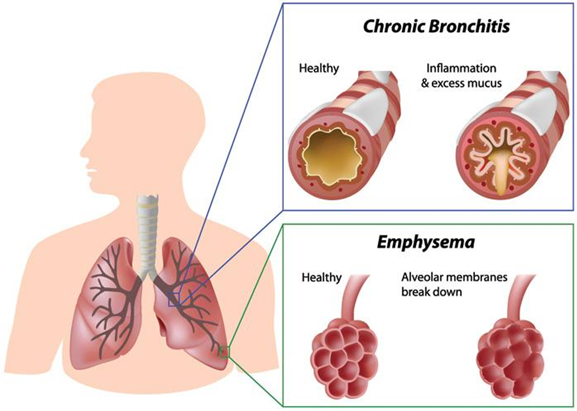 Chronic Bronchitis
Healthy
Inflammation
& excess mucus
Emphysema
Healthy
Alveolar membranes
break down